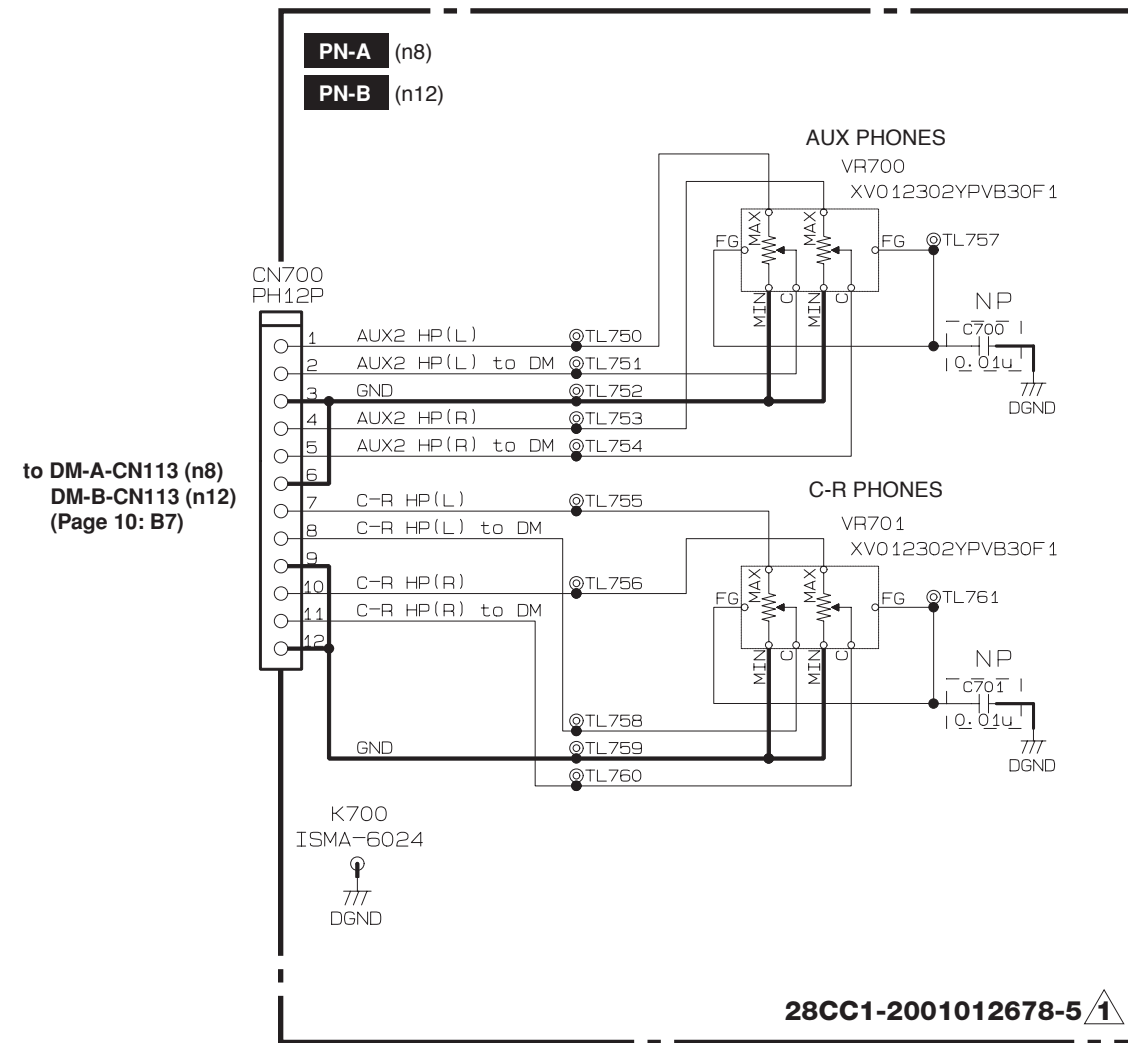 PN-A (n8)
PN-B (n12)
AUX PHONES
VR700
XV012302YPVB30F1
MAX MAX
FG FG
TL757
MIN C MIN C
NP
C700
0.01u
DGND
CN700
PH12P
1 AUX2 HP(L) TL750
2 AUX2 HP(L) to DM TL751
3 GND TL752
4 AUX2 HP(R) TL753
5 AUX2 HP(R) to DM TL754
6
7 C-R HP(L) TL755
8 C-R HP(L) to DM
9
10 C-R HP(R) TL756
11 C-R HP(R) to DM
12
to DM-A-CN113 (n8)
DM-B-CN113 (n12)
(Page 10: B7)
C-R PHONES
VR701
XV012302YPVB30F1
MAX MAX
FG FG
TL761
MIN C MIN C
NP
C701
0.01u
DGND
TL758
GND TL759
TL760
K700
ISMA-6024
DGND
28CC1-2001012678-5 1